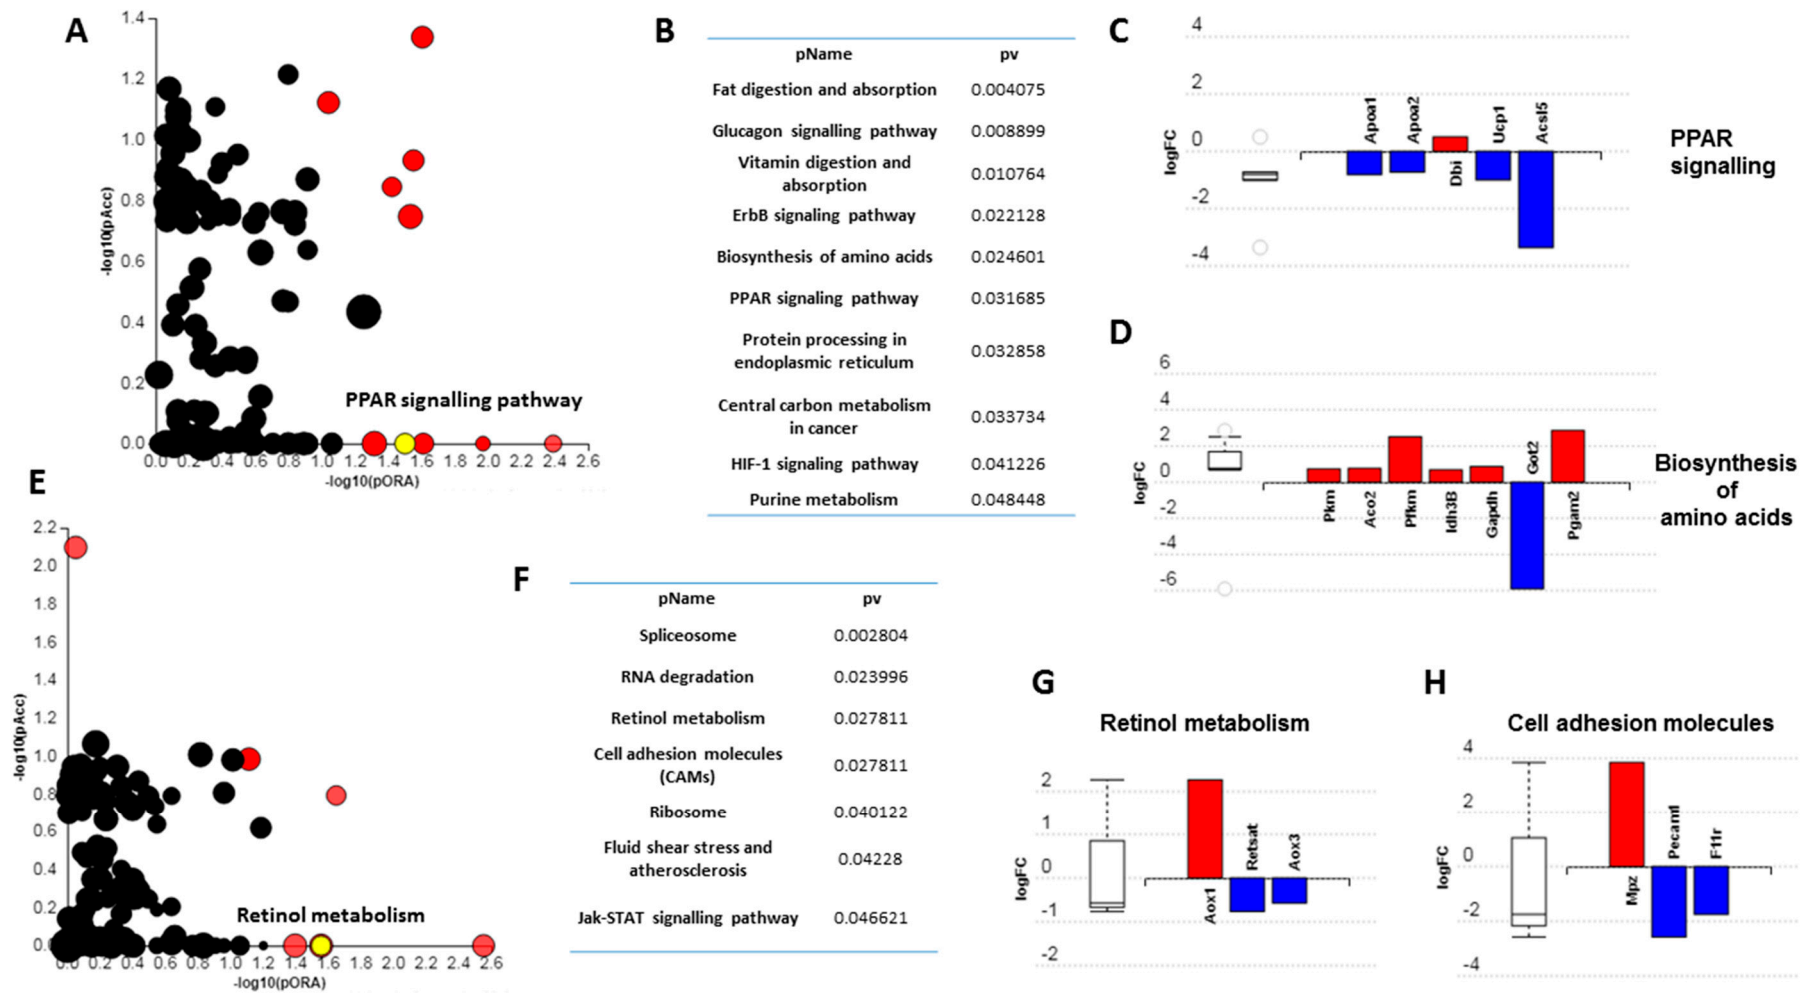 A
1.4
1.2
1.0
0.8
0.6
0.4
0.2
0.0
-log10(pAcc)
PPAR signalling pathway
0.0 0.2 0.4 0.6 0.8 1.0 1.2 1.4 1.6 1.8 2.0 2.2 2.4 2.6
-log10(pORA)
B
pName pv
Fat digestion and absorption 0.004075
Glucagon signalling pathway 0.008899
Vitamin digestion and
absorption 0.010764
ErbB signaling pathway 0.022128
Biosynthesis of amino acids 0.024601
PPAR signaling pathway 0.031685
Protein processing in
endoplasmic reticulum 0.032858
Central carbon metabolism
in cancer 0.033734
HIF-1 signaling pathway 0.041226
Purine metabolism 0.048448
C
4
2
0
-2
-4
logFC
Apoa1
Apoa2
Dbi
Ucp1
Acsl5
PPAR
signalling
D
6
4
2
0
-2
-4
-6
logFC
Pkm
Aco2
Pfkm
Idh3B
Gapdh
Got2
Pgam2
Biosynthesis
of
amino acids
E
2.2
2.0
1.8
1.6
1.4
1.2
1.0
0.8
0.6
0.4
0.2
0.0
-log10(pAcc)
Retinol metabolism
0.0 0.2 0.4 0.6 0.8 1.0 1.2 1.4 1.6 1.8 2.0 2.2 2.4 2.6
-log10(pORA)
F
pName pv
Spliceosome 0.002804
RNA degradation 0.023996
Retinol metabolism 0.027811
Cell adhesion molecules
(CAMs) 0.027811
Ribosome 0.040122
Fluid shear stress and
atherosclerosis 0.04228
Jak-STAT signalling pathway 0.046621
G
Retinol metabolism
2
1
0
-1
-2
logFC
Aox1
Retsat
Aox3
H
Cell adhesion molecules
4
2
0
-2
-4
logFC
Mpz
Pecam1
F11r